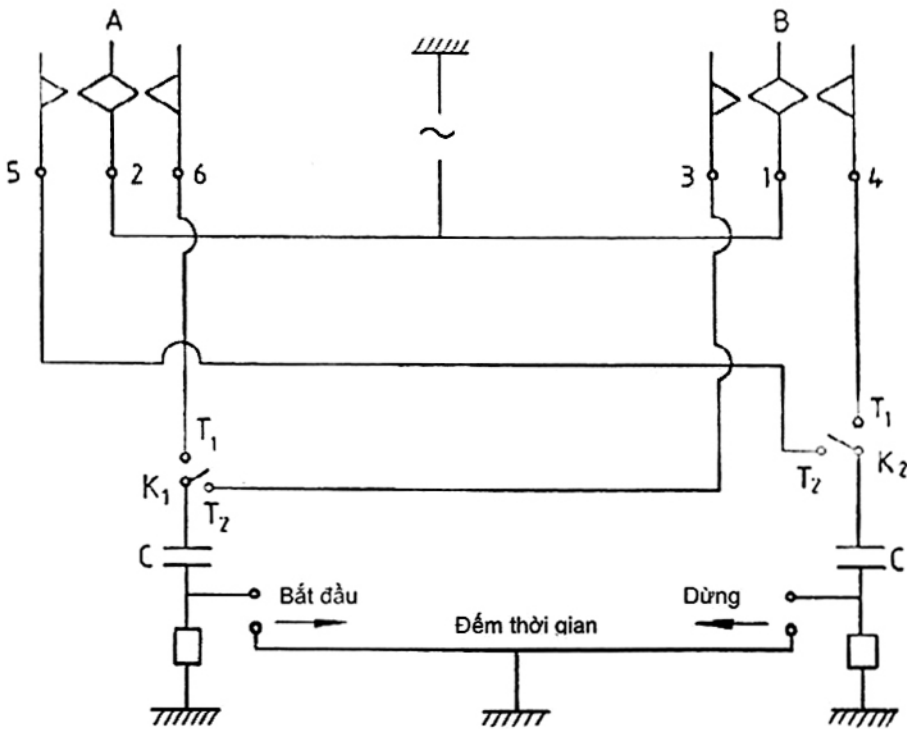 A B
5 2 6 3 1 4
T₁ T₁
K₁ T₂ T₂ K₂
C C
Bắt đầu Dừng
Đếm thời gian